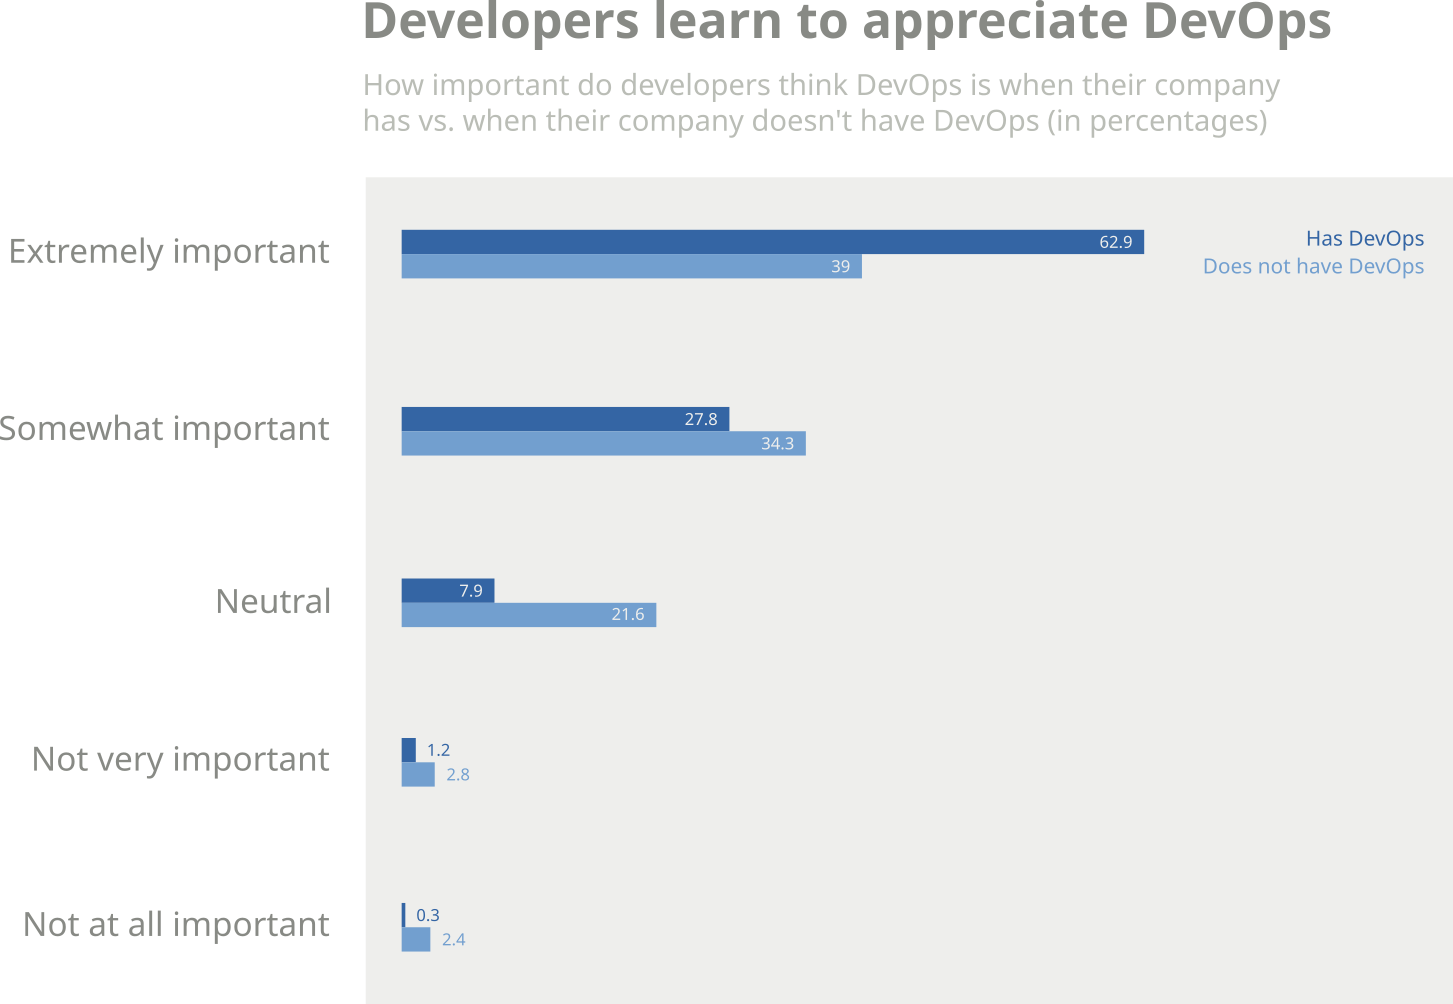 Developers learn to appreciate DevOps
How important do developers think DevOps is when their company
has vs. when their company doesn't have DevOps (in percentages)
Has DevOps
Does not have DevOps
Extremely important
62.9
39
Somewhat important
27.8
34.3
Neutral
7.9
21.6
Not very important
1.2
2.8
Not at all important
0.3
2.4